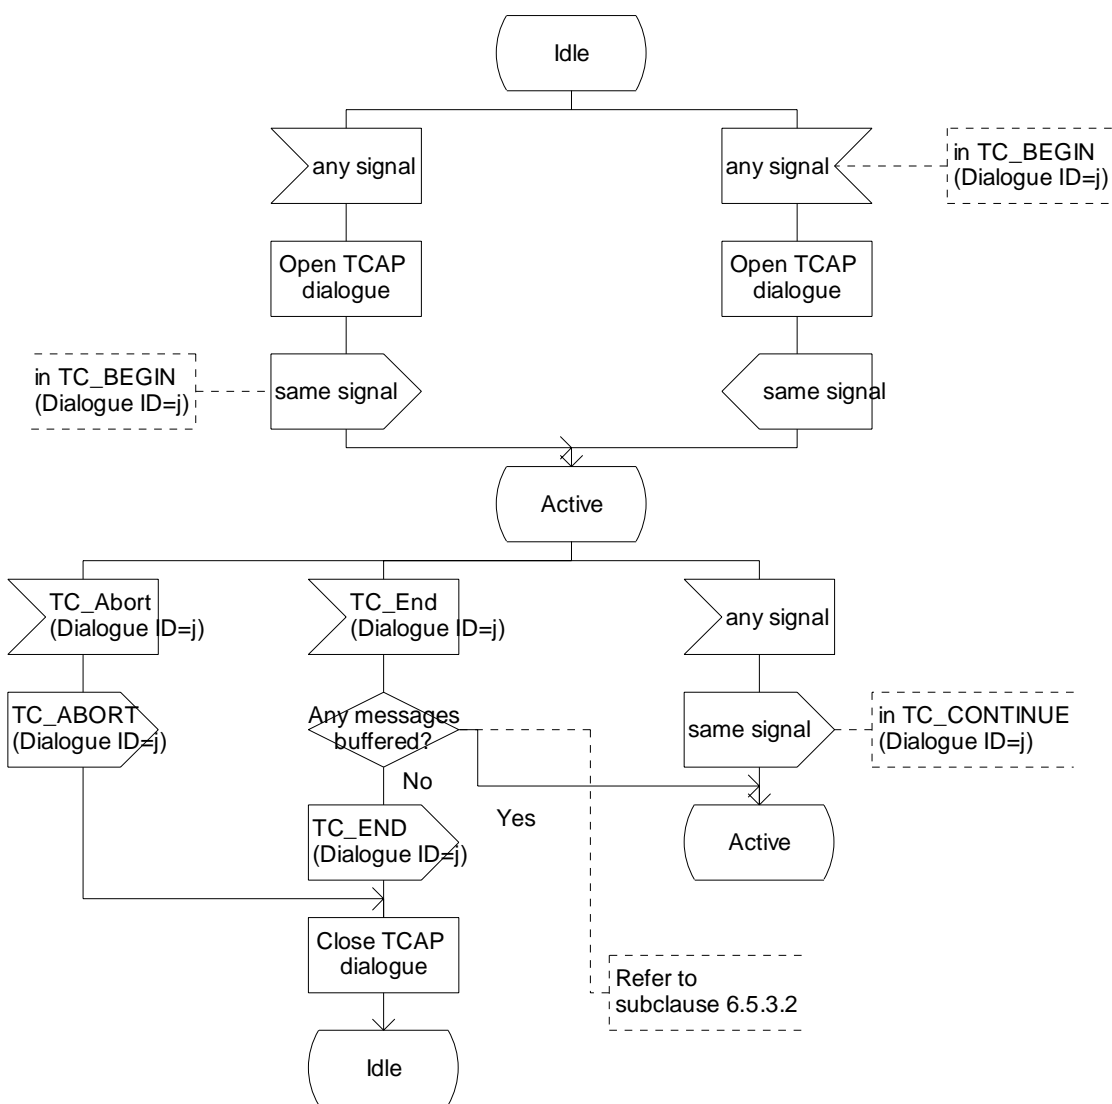 Idle
any signal
any signal
in TC_BEGIN
(Dialogue ID=j)
Open TCAP
dialogue
Open TCAP
dialogue
in TC_BEGIN
(Dialogue ID=j)
same signal
same signal
Active
TC_Abort
(Dialogue ID=j)
TC_End
(Dialogue ID=j)
any signal
TC_ABORT
(Dialogue ID=j)
Any messages
buffered?
same signal
in TC_CONTINUE
(Dialogue ID=j)
No
Yes
TC_END
(Dialogue ID=j)
Active
Close TCAP
dialogue
Refer to
subclause 6.5.3.2
Idle